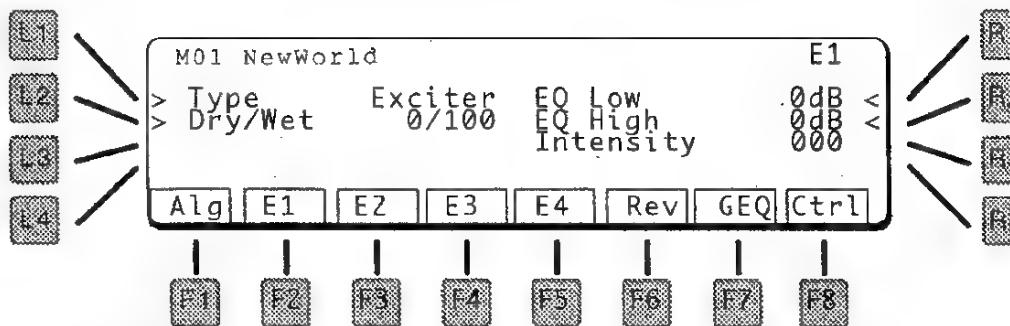 L1
L2
L3
L4
M01 NewWorld E1
> Type Exciter EQ Low .0dB <
> Dry/Wet 0/100 EQ High 0dB <
Intensity 000
Alg E1 E2 E3 E4 Rev GEQ Ctrl
F1 F2 F3 F4 F5 F6 F7 F8
R
R
R
R